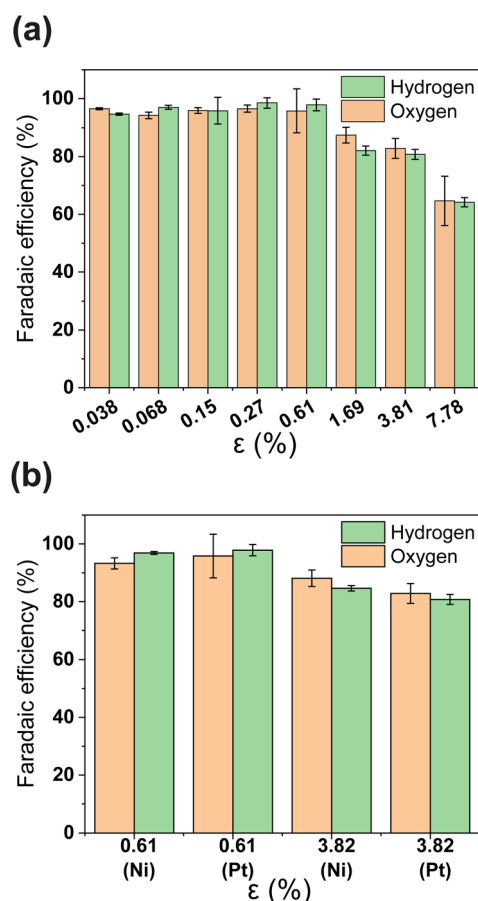 (a)
Hydrogen
Oxygen
Faradaic efficiency (%)
100
80
60
40
20
0
0.038 0.068 0.15 0.27 0.61 1.69 3.81 7.78
ε (%)
(b)
Hydrogen
Oxygen
Faradaic efficiency (%)
100
80
60
40
20
0
0.61 0.61 3.82 3.82
(Ni) (Pt) (Ni) (Pt)
ε (%)